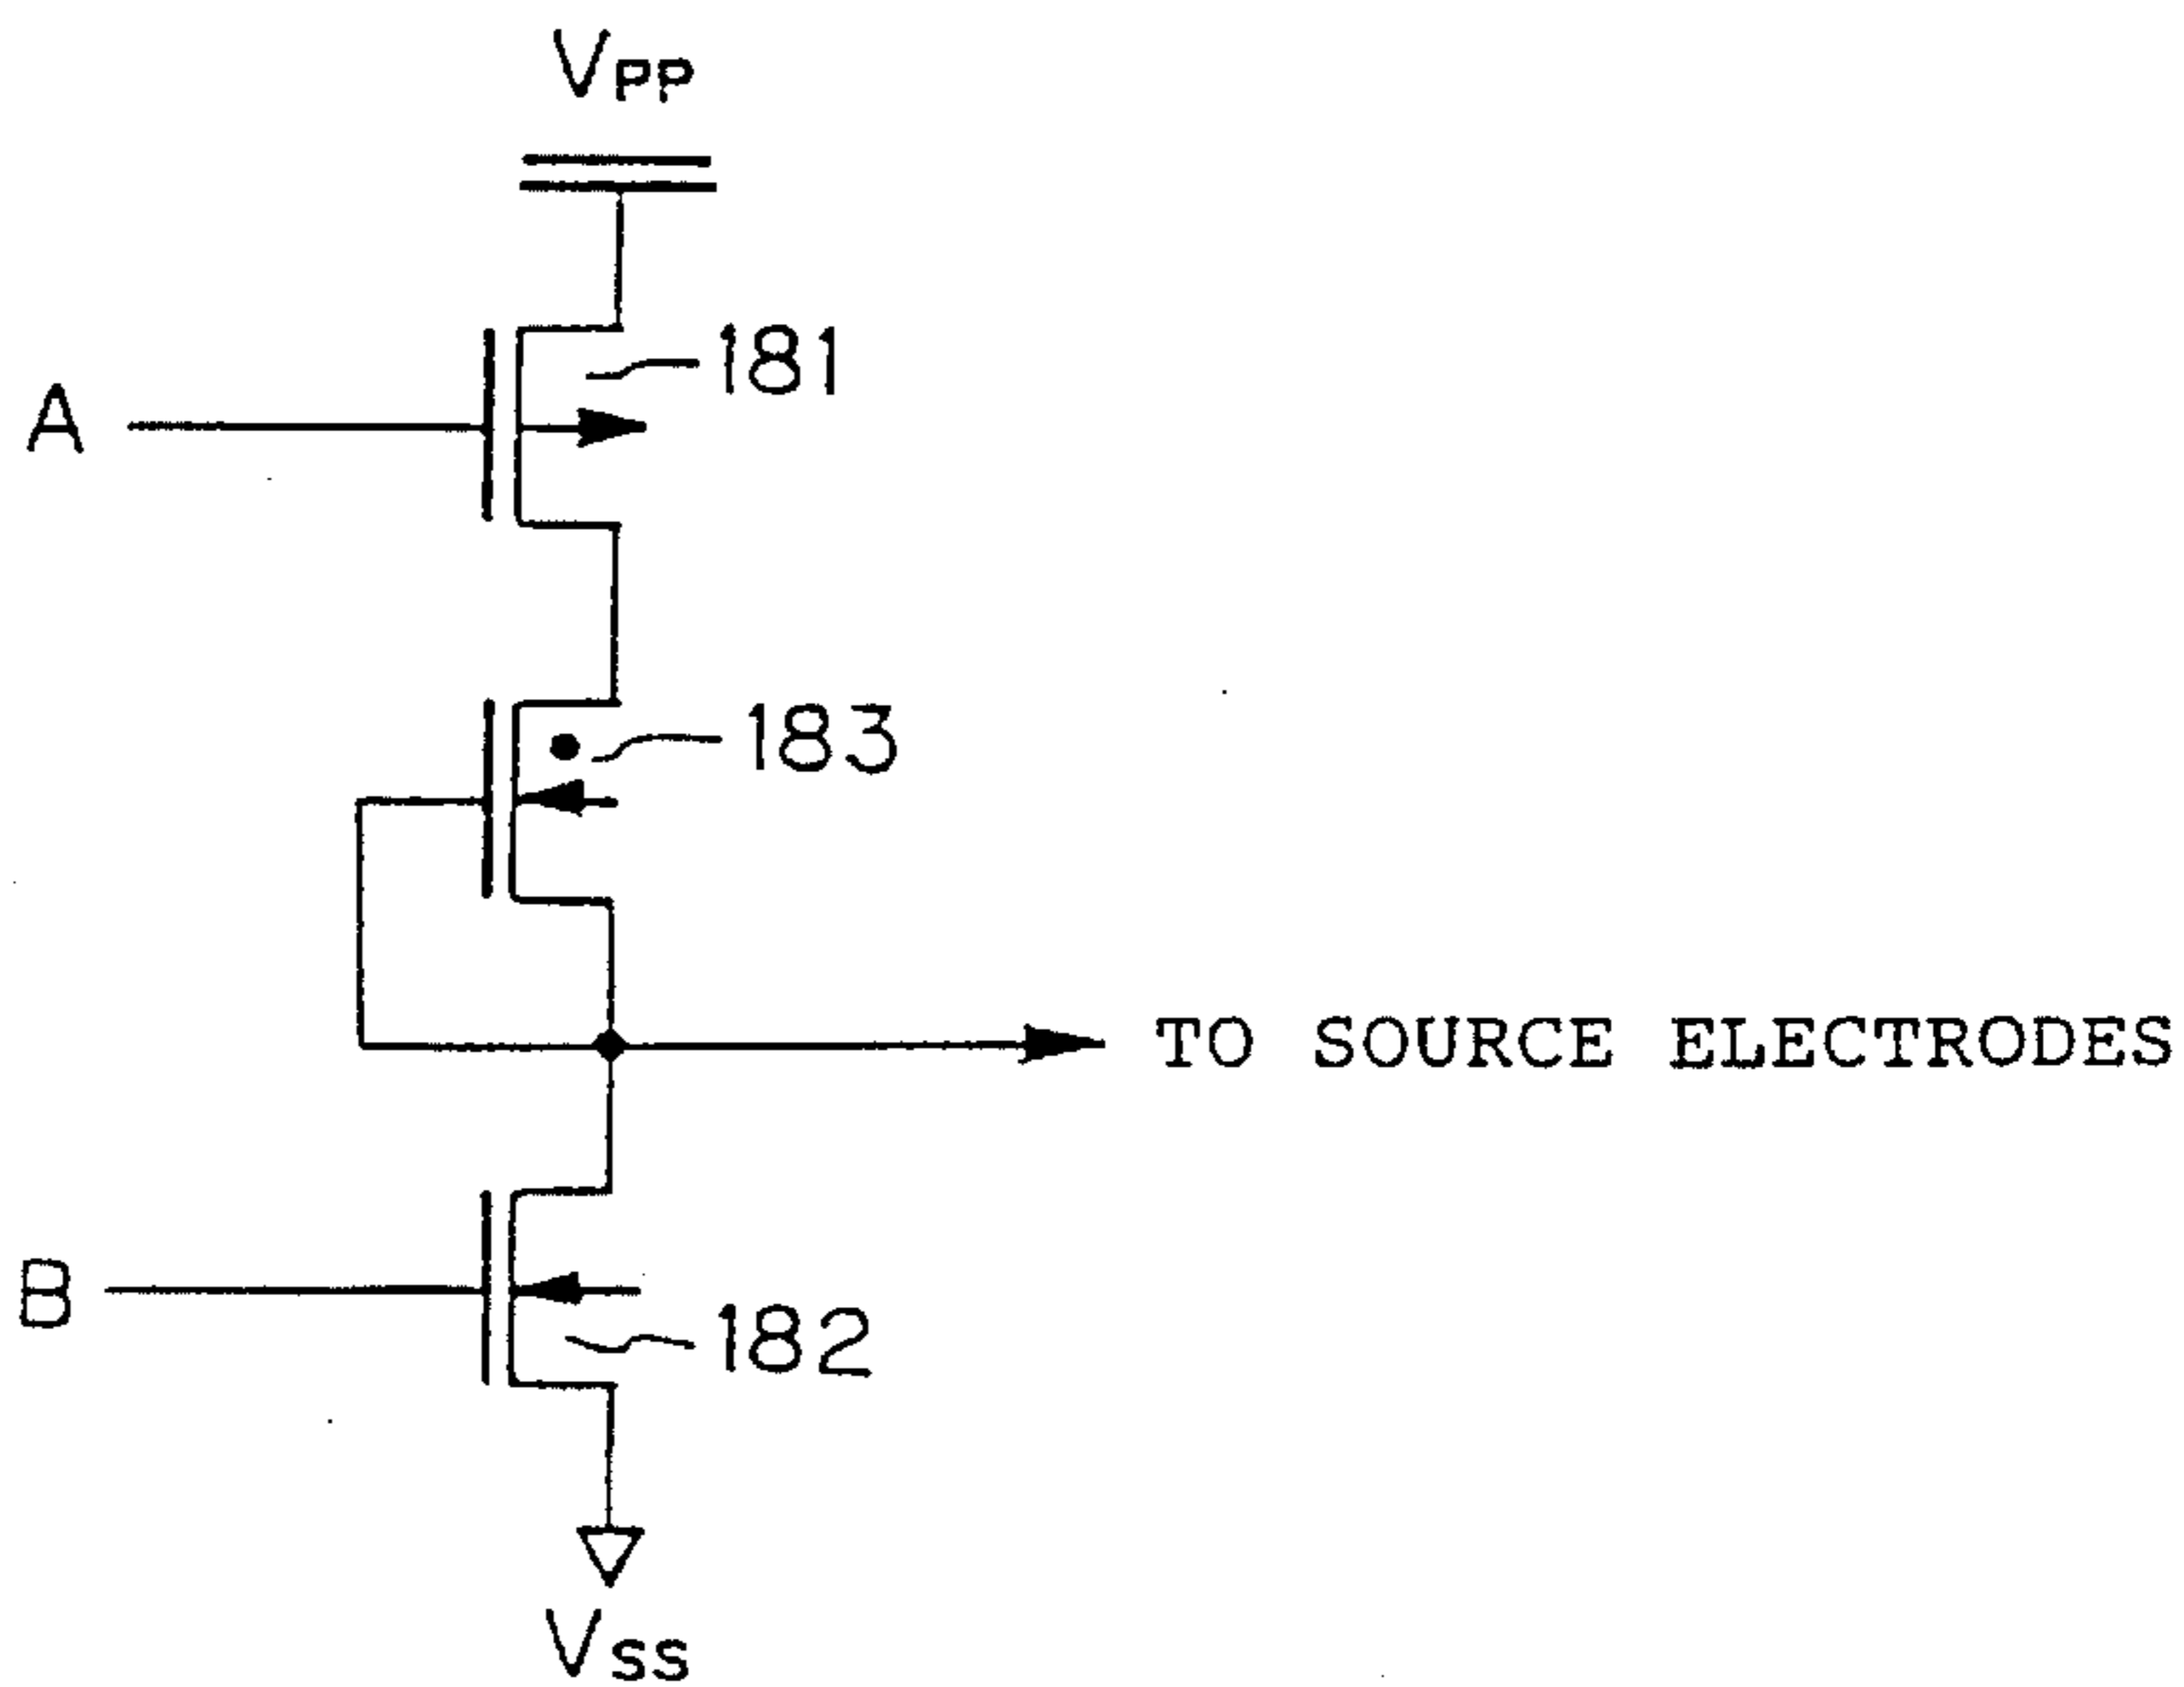 VPP
181
A
183
TO SOURCE ELECTRODES
B
182
VSS